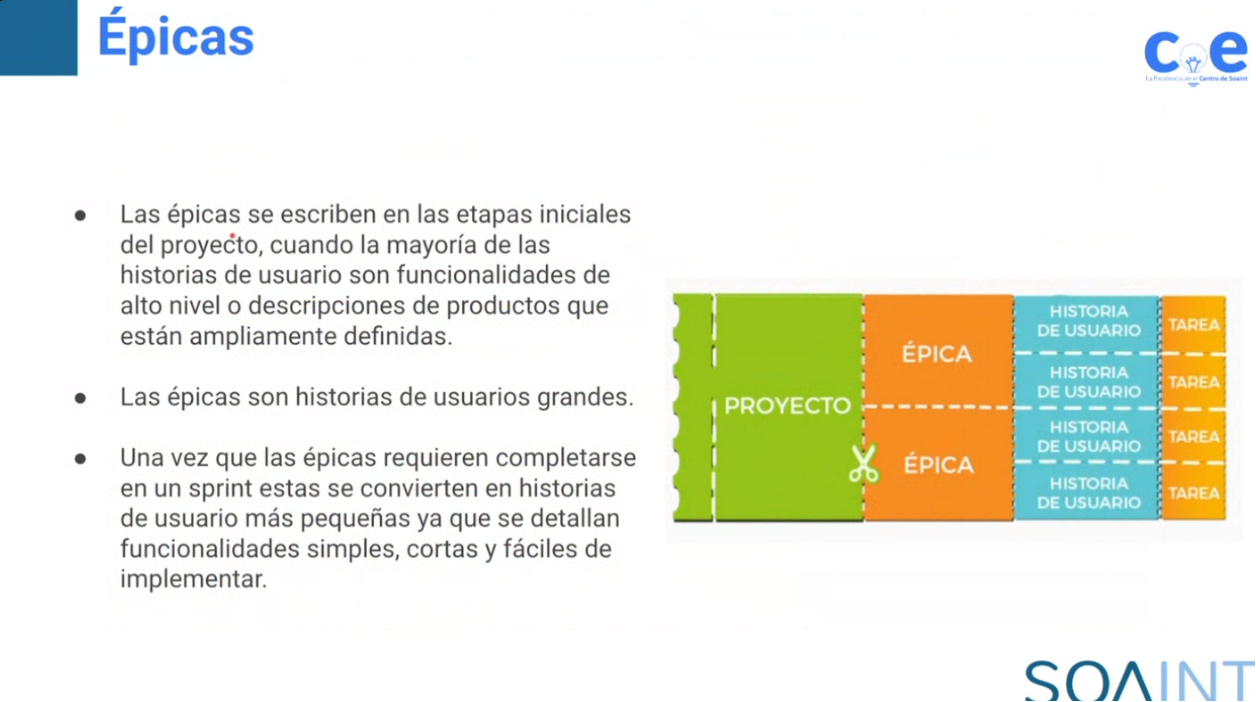 Épicas
C e
La Excelencia en el Centro de Soaint
● Las épicas se escriben en las etapas iniciales
del proyecto, cuando la mayoría de las
historias de usuario son funcionalidades de
alto nivel o descripciones de productos que
están ampliamente definidas.
● Las épicas son historias de usuarios grandes.
● Una vez que las épicas requieren completarse
en un sprint estas se convierten en historias
de usuario más pequeñas ya que se detallan
funcionalidades simples, cortas y fáciles de
implementar.
PROYECTO
ÉPICA
ÉPICA
HISTORIA
DE USUARIO
HISTORIA
DE USUARIO
HISTORIA
DE USUARIO
HISTORIA
DE USUARIO
TAREA
TAREA
TAREA
TAREA
SOAINT